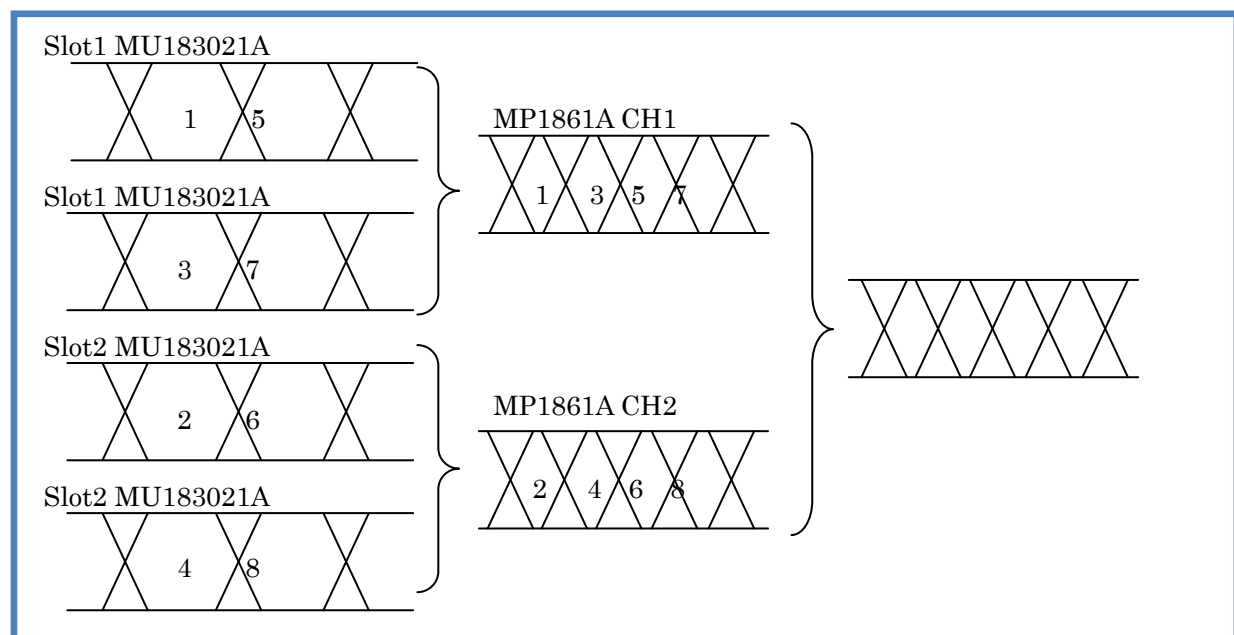 Slot1 MU183021A
1 5
Slot1 MU183021A
3 7
Slot2 MU183021A
2 6
Slot2 MU183021A
4 8
MP1861A CH1
1 3 5 7
MP1861A CH2
2 4 6 8